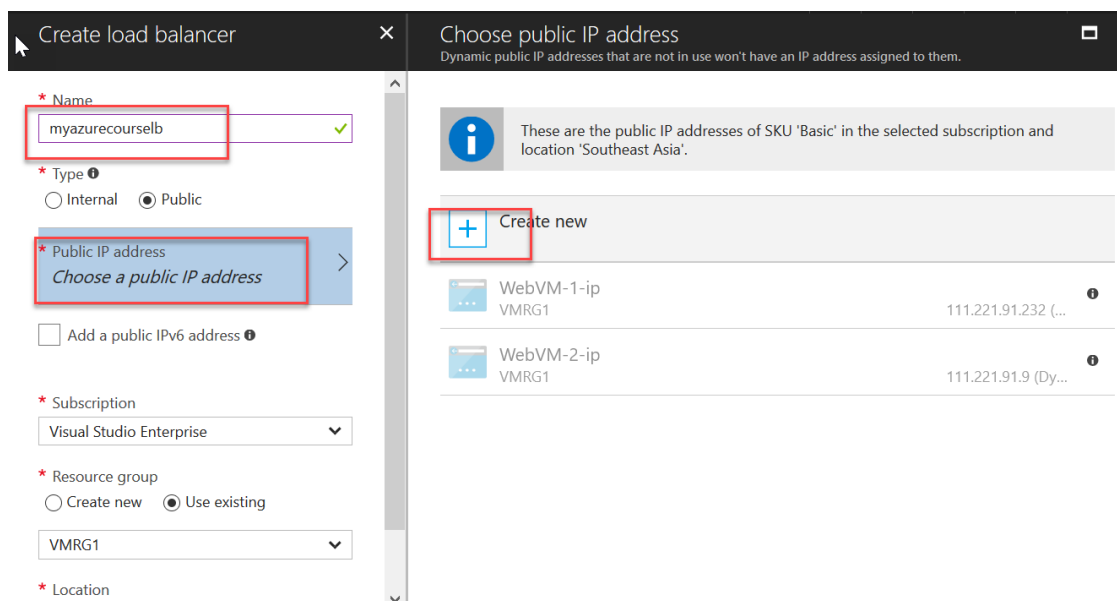 Create load balancer
* Name
myazurecourselb
* Type
Internal Public
* Public IP address
Choose a public IP address
Add a public IPv6 address
* Subscription
Visual Studio Enterprise
* Resource group
Create new Use existing
VMRG1
* Location
Choose public IP address
Dynamic public IP addresses that are not in use won't have an IP address assigned to them.
These are the public IP addresses of SKU 'Basic' in the selected subscription and
location 'Southeast Asia'.
Create new
WebVM-1-ip
VMRG1 111.221.91.232 (...
WebVM-2-ip
VMRG1 111.221.91.9 (Dy...